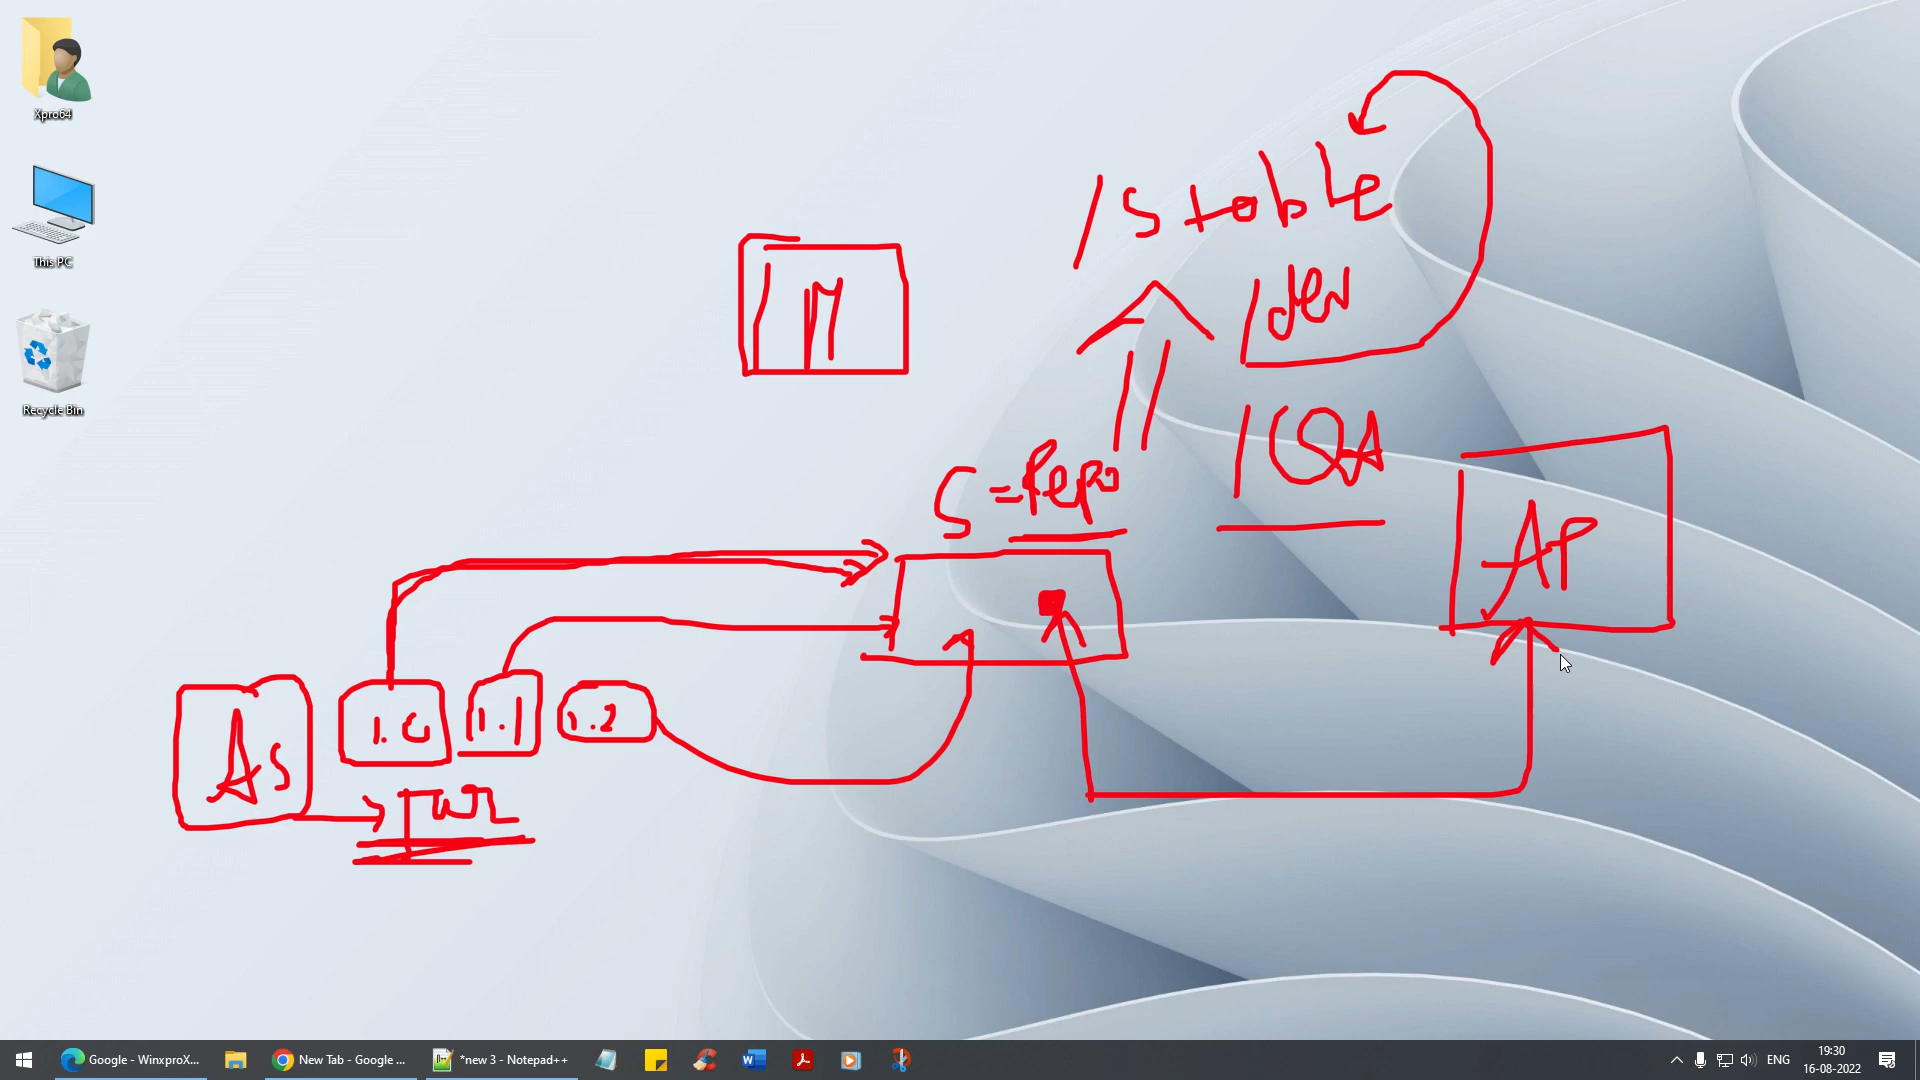 Xpro64
This PC
Recycle Bin
/stable
/dev
/QA
M
S = Repo
AP
AS
1.0
1.1
1.2
Google - WinxproX...
New Tab - Google ...
*new 3 - Notepad++
ENG
19:30
16-08-2022